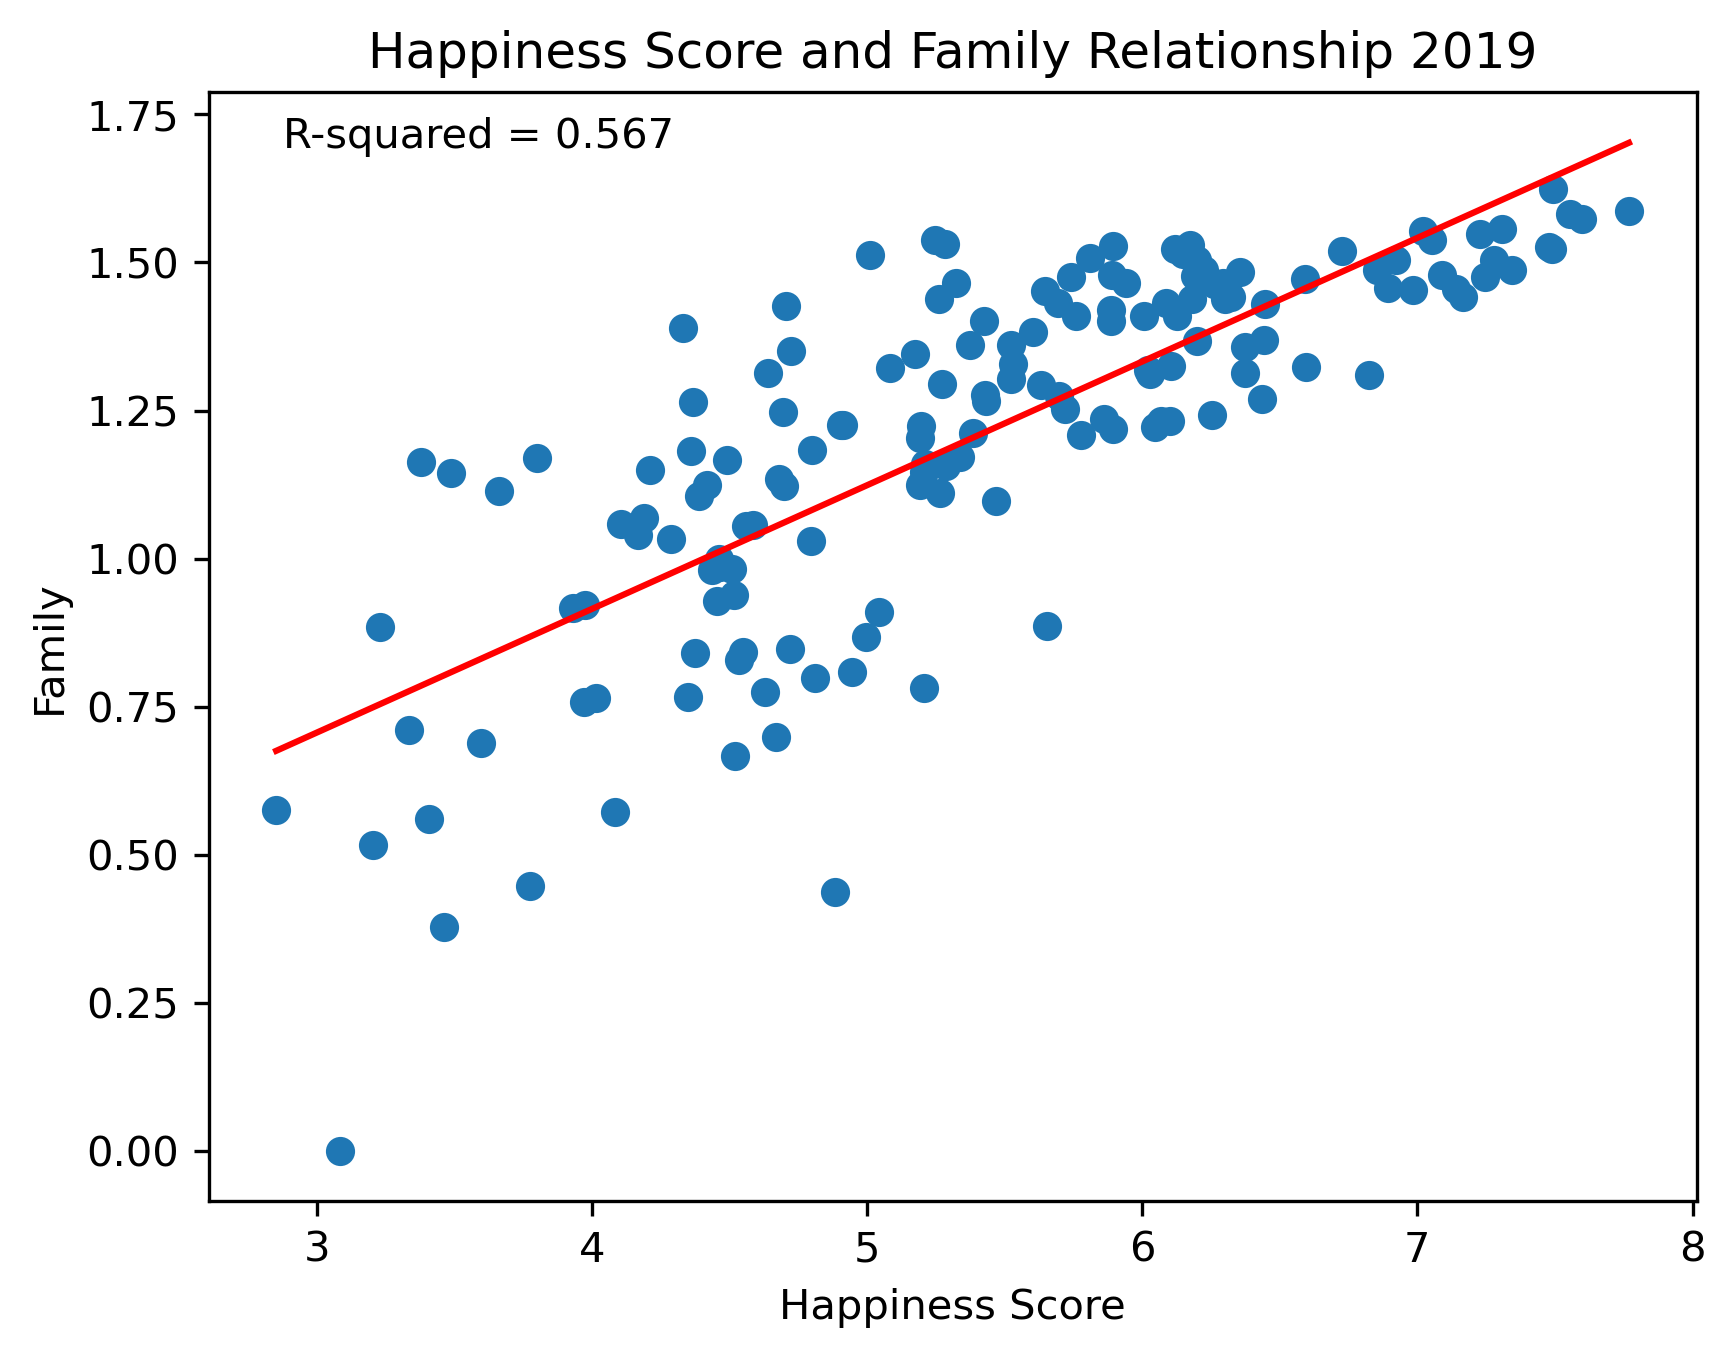 Happiness Score and Family Relationship 2019
R-squared = 0.567
1.75
1.50
1.25
1.00
0.75
0.50
0.25
0.00
Family
3 4 5 6 7 8
Happiness Score